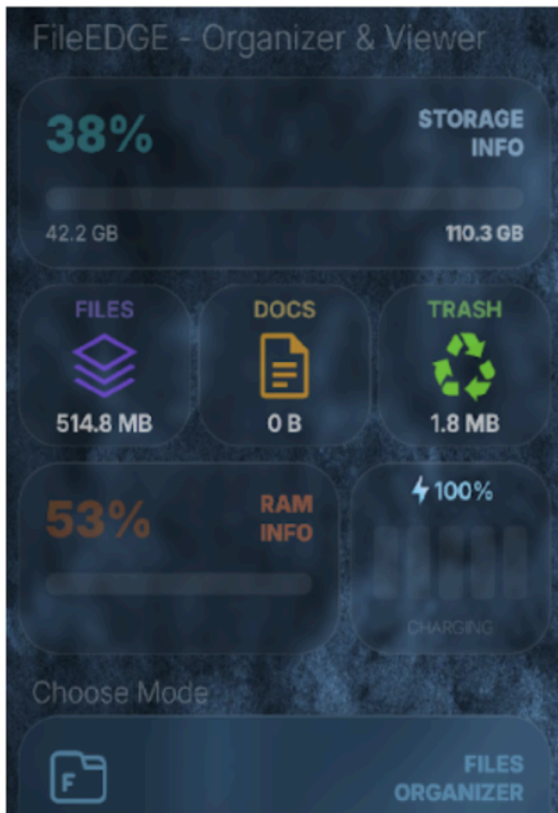 FileEDGE - Organizer & Viewer
38%
STORAGE
INFO
42.2 GB
110.3 GB
FILES
DOCS
TRASH
514.8 MB
0 B
1.8 MB
53%
RAM
INFO
100%
CHARGING
Choose Mode
F
FILES
ORGANIZER